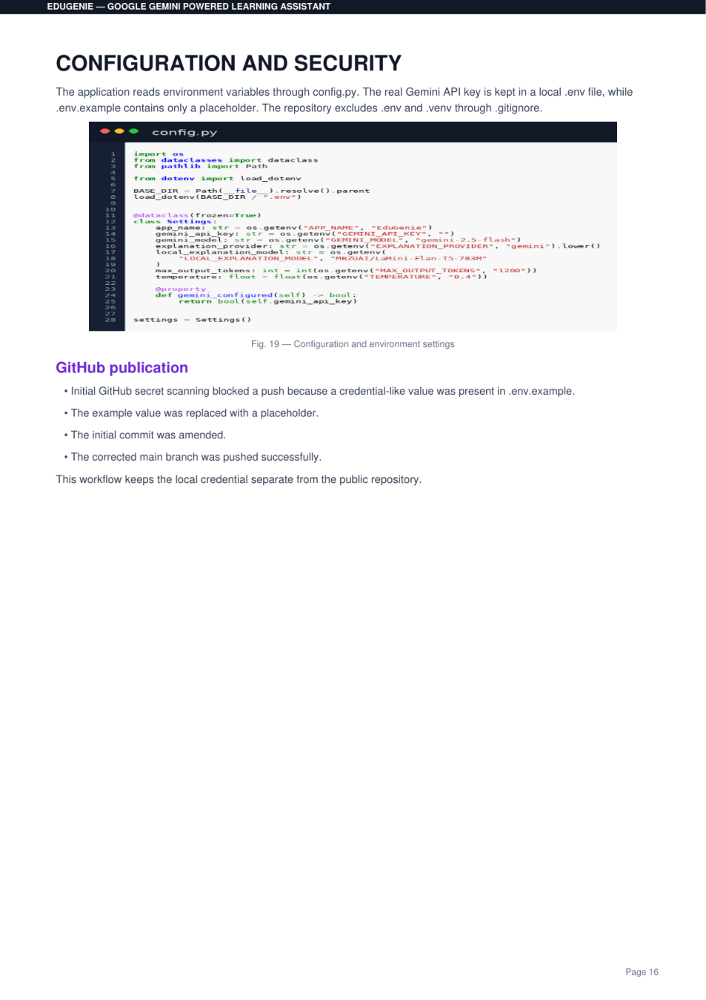 EDUGENIE — GOOGLE GEMINI POWERED LEARNING ASSISTANT
CONFIGURATION AND SECURITY
The application reads environment variables through config.py. The real Gemini API key is kept in a local .env file, while
.env.example contains only a placeholder. The repository excludes .env and .venv through .gitignore.
config.py
1 import os
2 from dataclasses import dataclass
3 from pathlib import Path
4
5 from dotenv import load_dotenv
6
7 BASE_DIR = Path(__file__).resolve().parent
8 load_dotenv(BASE_DIR / ".env")
9
10
11 @dataclass(frozen=True)
12 class Settings:
13     app_name: str = os.getenv("APP_NAME", "EduGenie")
14     gemini_api_key: str = os.getenv("GEMINI_API_KEY", "")
15     gemini_model: str = os.getenv("GEMINI_MODEL", "gemini-2.5-flash")
16     explanation_provider: str = os.getenv("EXPLANATION_PROVIDER", "gemini").lower()
17     local_explanation_model: str = os.getenv(
18         "LOCAL_EXPLANATION_MODEL", "MBZUAI/LaMini-Flan-T5-783M"
19     )
20     max_output_tokens: int = int(os.getenv("MAX_OUTPUT_TOKENS", "1200"))
21     temperature: float = float(os.getenv("TEMPERATURE", "0.4"))
22
23     @property
24     def gemini_configured(self) -> bool:
25         return bool(self.gemini_api_key)
26
27
28 settings = Settings()
Fig. 19 — Configuration and environment settings
GitHub publication
• Initial GitHub secret scanning blocked a push because a credential-like value was present in .env.example.
• The example value was replaced with a placeholder.
• The initial commit was amended.
• The corrected main branch was pushed successfully.
This workflow keeps the local credential separate from the public repository.
Page 16